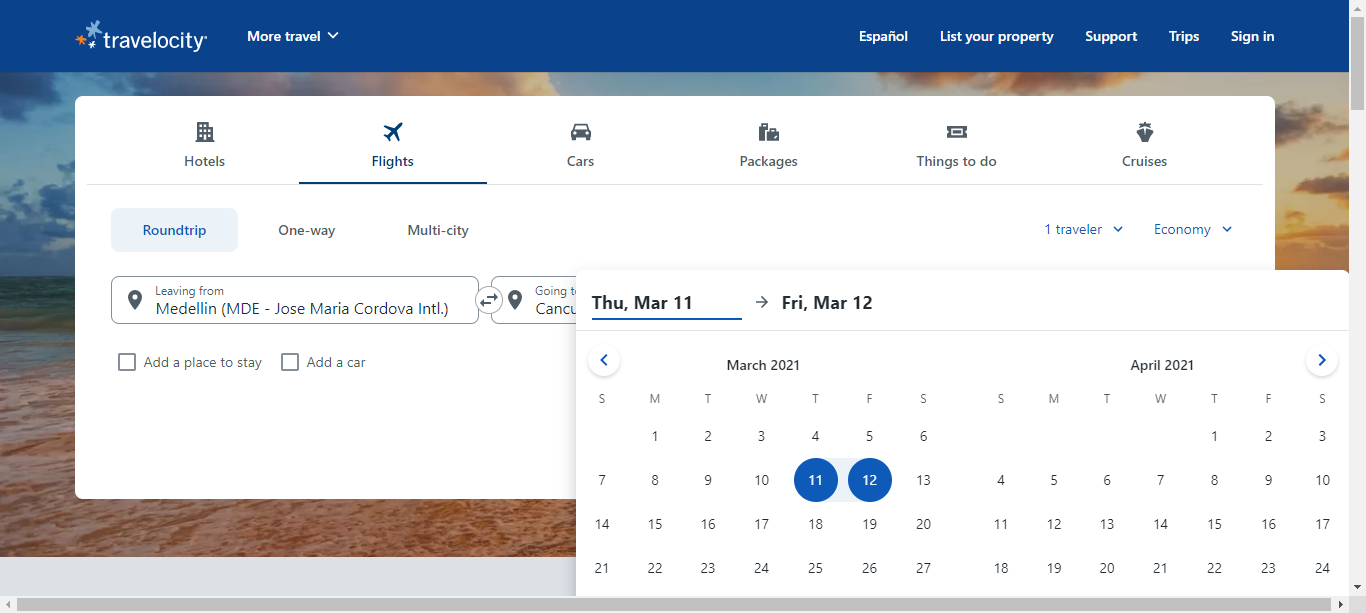 travelocity
More travel
Español
List your property
Support
Trips
Sign in
Hotels
Flights
Cars
Packages
Things to do
Cruises
Roundtrip
One-way
Multi-city
1 traveler
Economy
Leaving from
Medellin (MDE - Jose Maria Cordova Intl.)
Going
Thu, Mar 11
Fri, Mar 12
Add a place to stay
Add a car
March 2021
S M T W T F S
1 2 3 4 5 6
7 8 9 10 11 12 13
14 15 16 17 18 19 20
21 22 23 24 25 26 27
April 2021
S M T W T F S
1 2 3
4 5 6 7 8 9 10
11 12 13 14 15 16 17
18 19 20 21 22 23 24